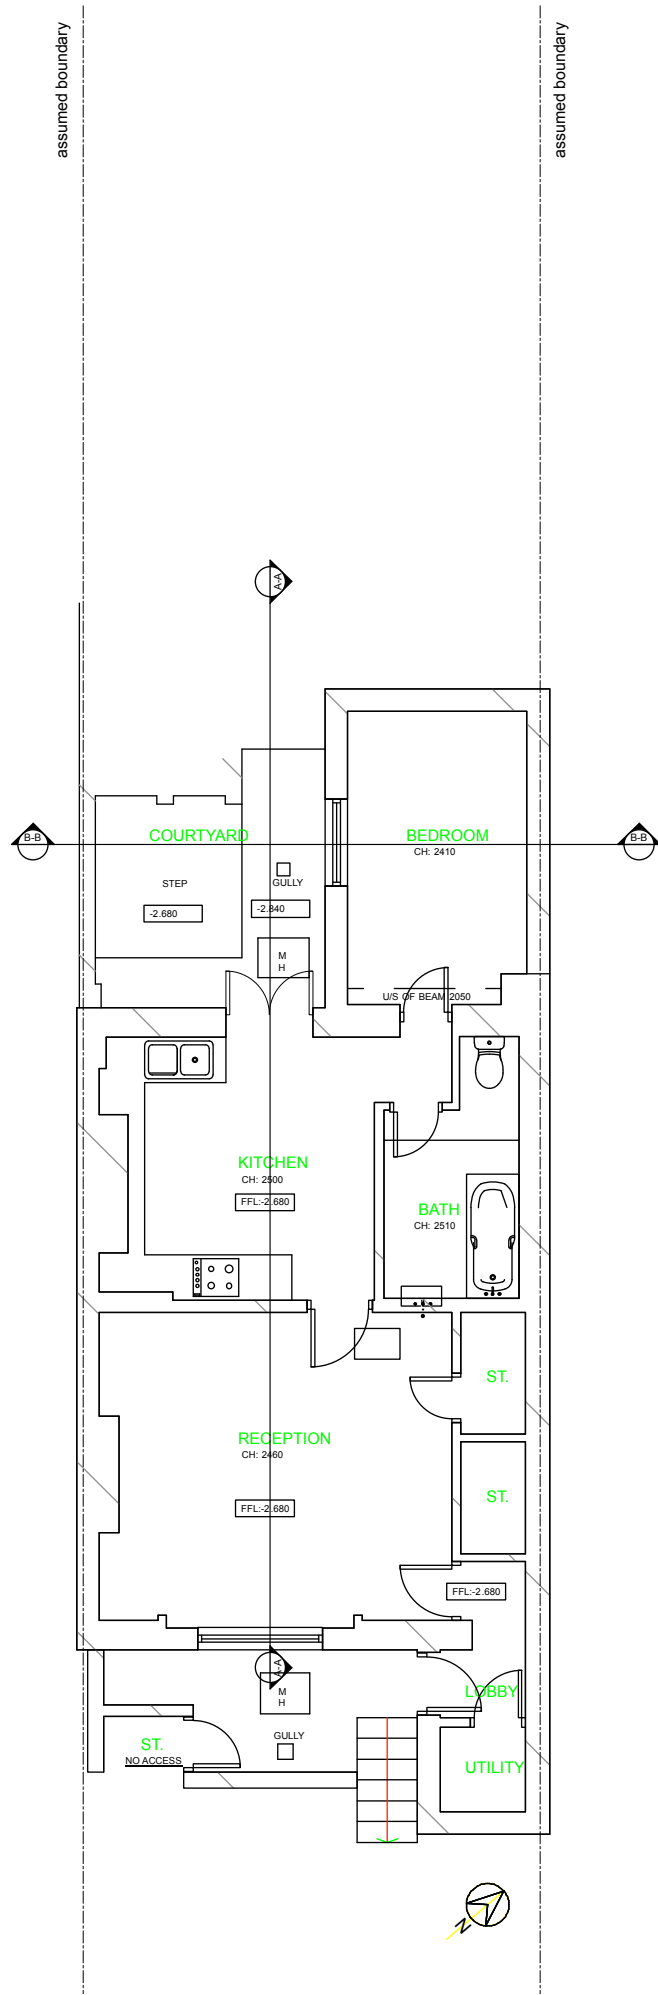 assumed boundary
assumed boundary
A-A
B-B
COURTYARD
BEDROOM
B-B
CH: 2410
STEP
GULLY
-2.680
-2.840
M
H
U/S OF BEAM 2050
KITCHEN
CH: 2500
FFL:-2.680
BATH
CH: 2510
ST.
RECEPTION
CH: 2460
ST.
FFL:-2.680
FFL:-2.680
A-A
M
H
LOBBY
GULLY
ST.
NO ACCESS
UTILITY
N